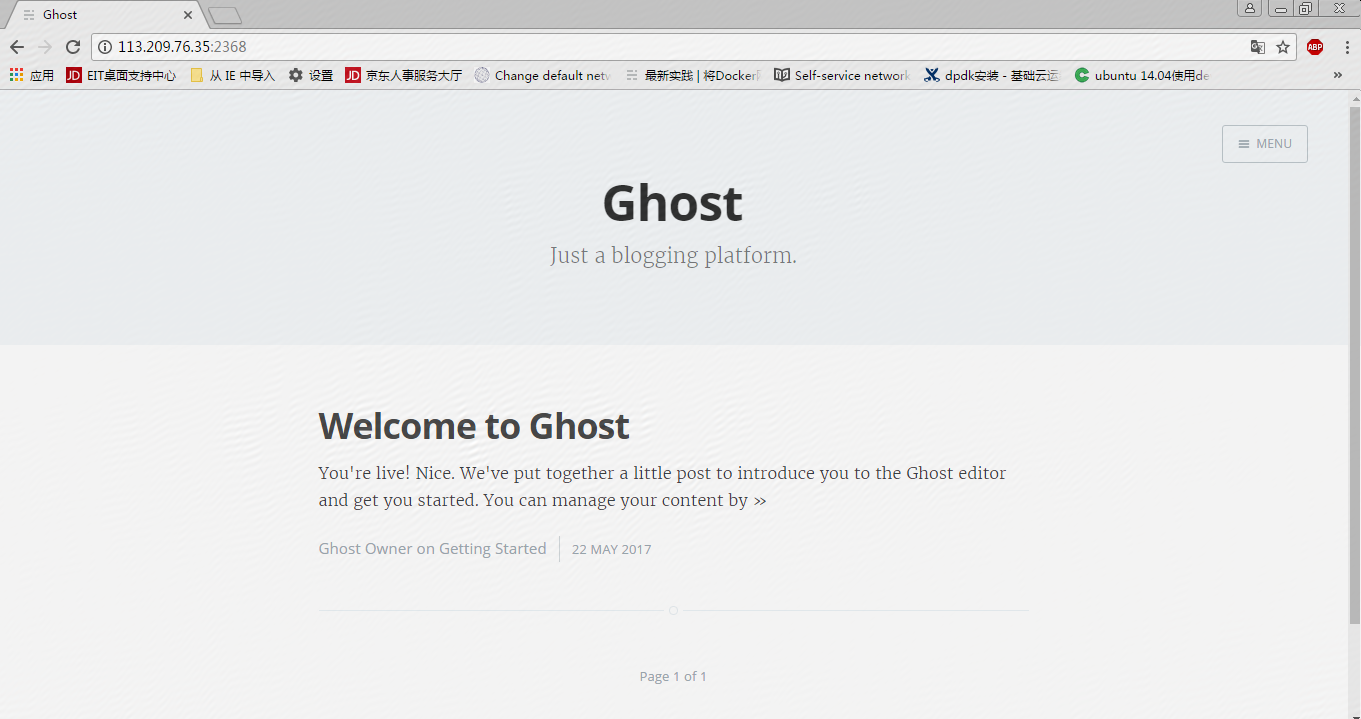 Ghost
113.209.76.35:2368
应用 JD EIT桌面支持中心 从 IE 中导入 设置 JD 京东人事服务大厅 Change default netw 最新实践 | 将Docker Self-service network dpdk安装 - 基础云运 ubuntu 14.04使用de »
ABP
MENU
Ghost
Just a blogging platform.
Welcome to Ghost
You're live! Nice. We've put together a little post to introduce you to the Ghost editor
and get you started. You can manage your content by »
Ghost Owner on Getting Started 22 MAY 2017
Page 1 of 1